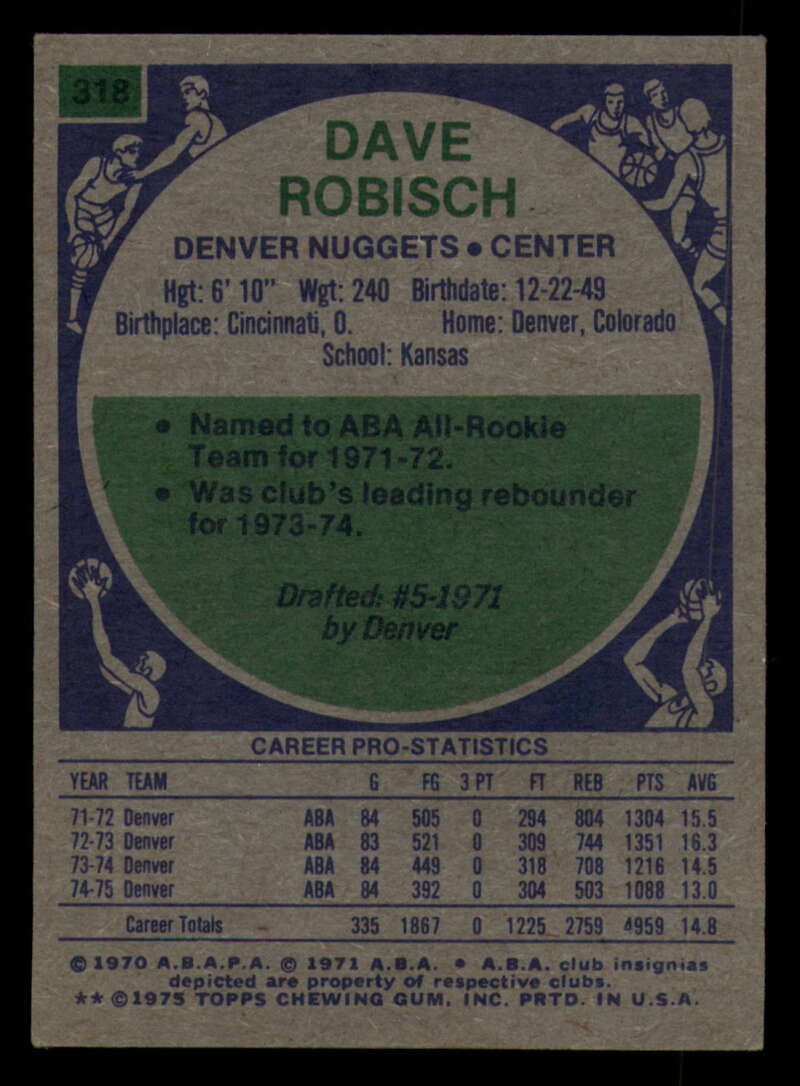 318
DAVE
ROBISCH
DENVER NUGGETS • CENTER
Hgt: 6' 10" Wgt: 240 Birthdate: 12-22-49
Birthplace: Cincinnati, O. Home: Denver, Colorado
School: Kansas
• Named to ABA All-Rookie
Team for 1971-72.
• Was club's leading rebounder
for 1973-74.
Drafted: #5-1971
by Denver
CAREER PRO-STATISTICS
YEAR TEAM G FG 3 PT FT REB PTS AVG
71-72 Denver ABA 84 505 0 294 804 1304 15.5
72-73 Denver ABA 83 521 0 309 744 1351 16.3
73-74 Denver ABA 84 449 0 318 708 1216 14.5
74-75 Denver ABA 84 392 0 304 503 1088 13.0
Career Totals 335 1867 0 1225 2759 4959 14.8
© 1970 A.B.A.P.A. © 1971 A.B.A. • A.B.A. club insignias
depicted are property of respective clubs.
** ©1975 TOPPS CHEWING GUM, INC. PRTD. IN U.S.A.